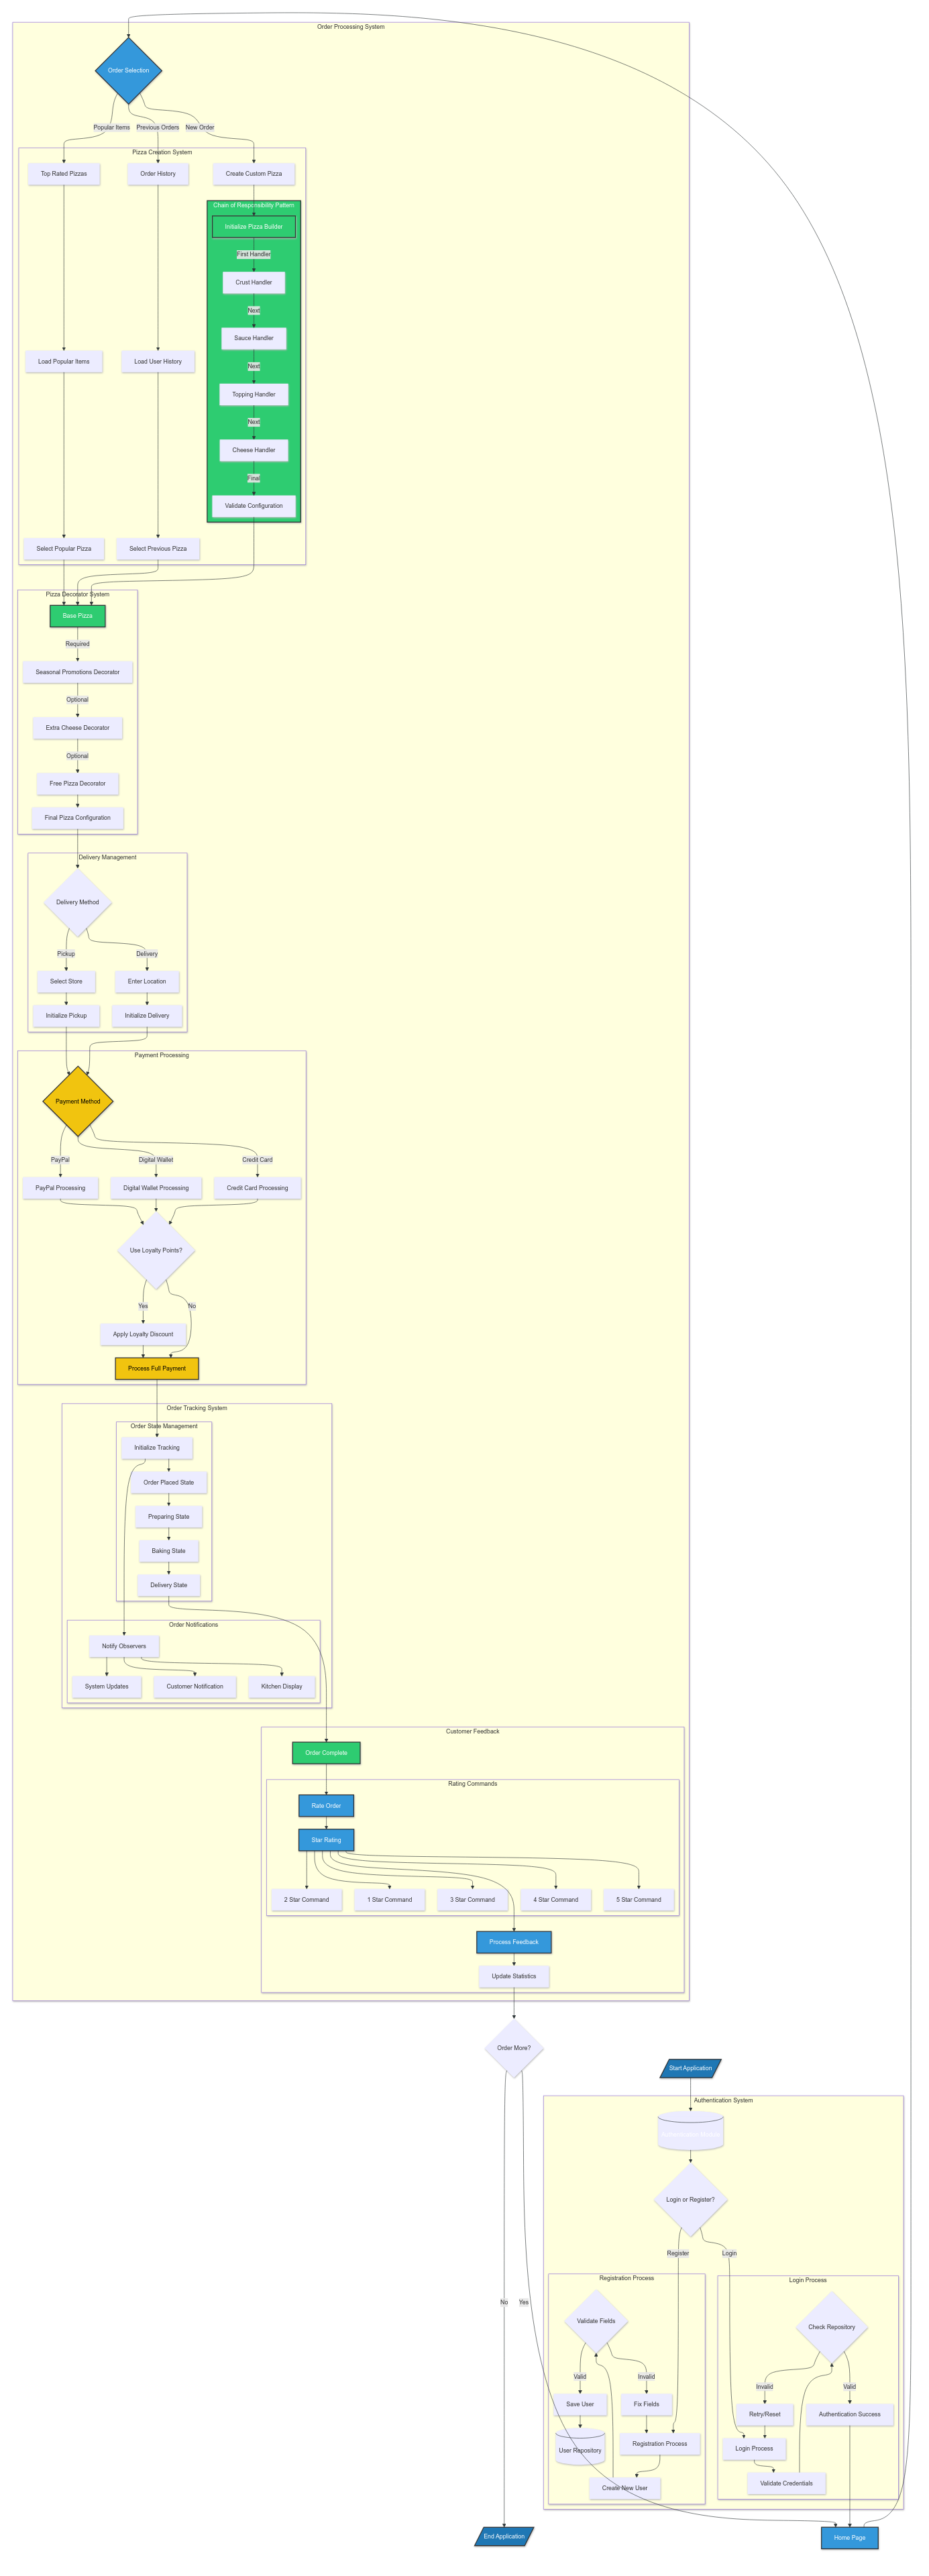 Order Processing System
Order Selection
Popular Items
Previous Orders
New Order
Pizza Creation System
Top Rated Pizzas
Order History
Create Custom Pizza
Chain of Responsibility Pattern
Initialize Pizza Builder
First Handler
Crust Handler
Next
Sauce Handler
Next
Load Popular Items
Load User History
Topping Handler
Next
Cheese Handler
Final
Validate Configuration
Select Popular Pizza
Select Previous Pizza
Pizza Decorator System
Base Pizza
Required
Seasonal Promotions Decorator
Optional
Extra Cheese Decorator
Optional
Free Pizza Decorator
Final Pizza Configuration
Delivery Management
Delivery Method
Pickup
Delivery
Select Store
Enter Location
Initialize Pickup
Initialize Delivery
Payment Processing
Payment Method
PayPal
Digital Wallet
Credit Card
PayPal Processing
Digital Wallet Processing
Credit Card Processing
Use Loyalty Points?
Yes
No
Apply Loyalty Discount
Process Full Payment
Order Tracking System
Order State Management
Initialize Tracking
Order Placed State
Preparing State
Baking State
Delivery State
Order Notifications
Notify Observers
System Updates
Customer Notification
Kitchen Display
Customer Feedback
Order Complete
Rating Commands
Rate Order
Star Rating
2 Star Command
1 Star Command
3 Star Command
4 Star Command
5 Star Command
Process Feedback
Update Statistics
Order More?
Start Application
Authentication System
Authentication Module
Login or Register?
Register
Login
Registration Process
Login Process
No
Yes
Validate Fields
Check Repository
Valid
Invalid
Invalid
Valid
Save User
Fix Fields
Retry/Reset
Authentication Success
User Repository
Registration Process
Login Process
Create New User
Validate Credentials
End Application
Home Page